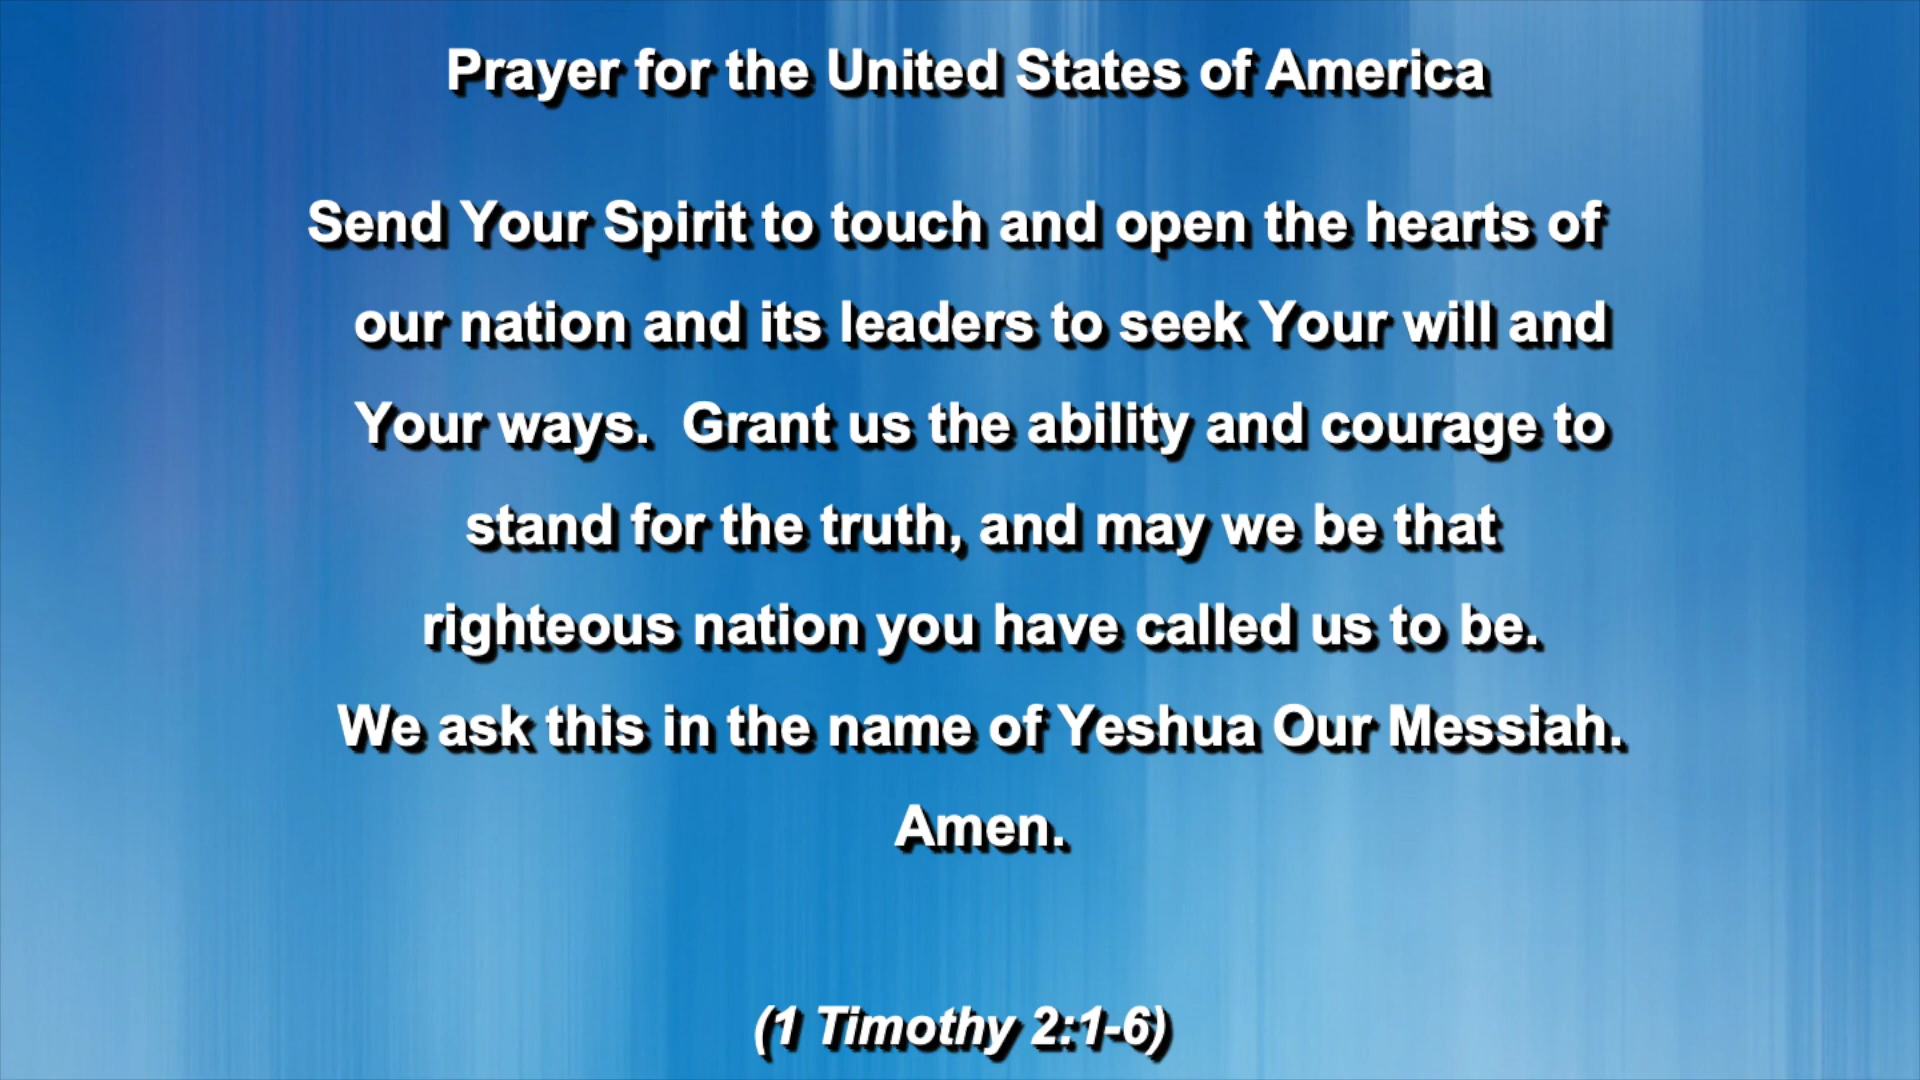 Prayer for the United States of America
Send Your Spirit to touch and open the hearts of
our nation and its leaders to seek Your will and
Your ways.  Grant us the ability and courage to
stand for the truth, and may we be that
righteous nation you have called us to be.
We ask this in the name of Yeshua Our Messiah.
Amen.
(1 Timothy 2:1-6)